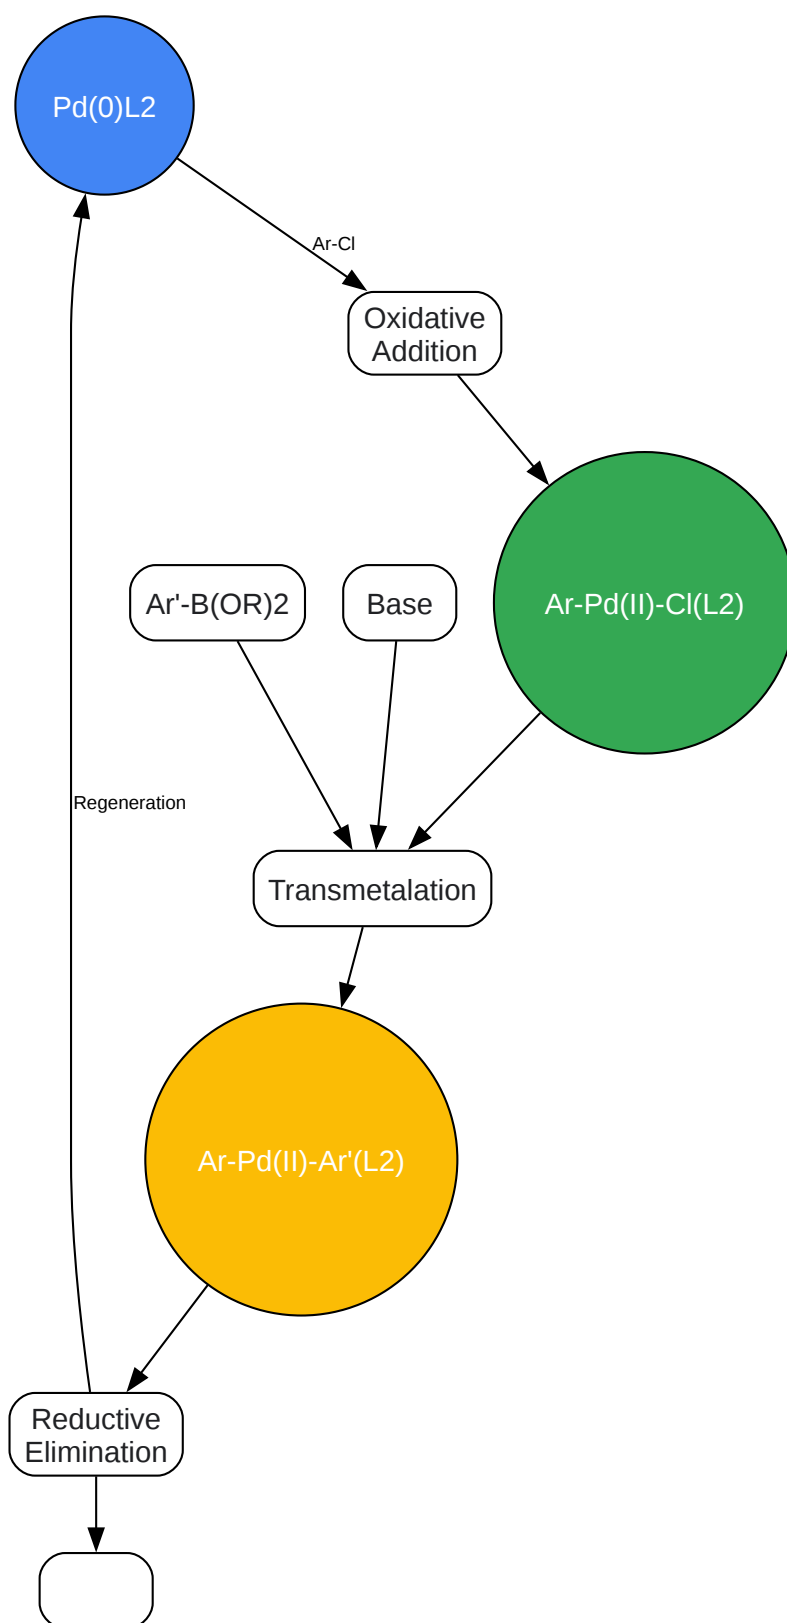 Pd(0)L2
Ar-Cl
Oxidative
Addition
Ar'-B(OR)2
Base
Ar-Pd(II)-Cl(L2)
Regeneration
Transmetalation
Ar-Pd(II)-Ar'(L2)
Reductive
Elimination